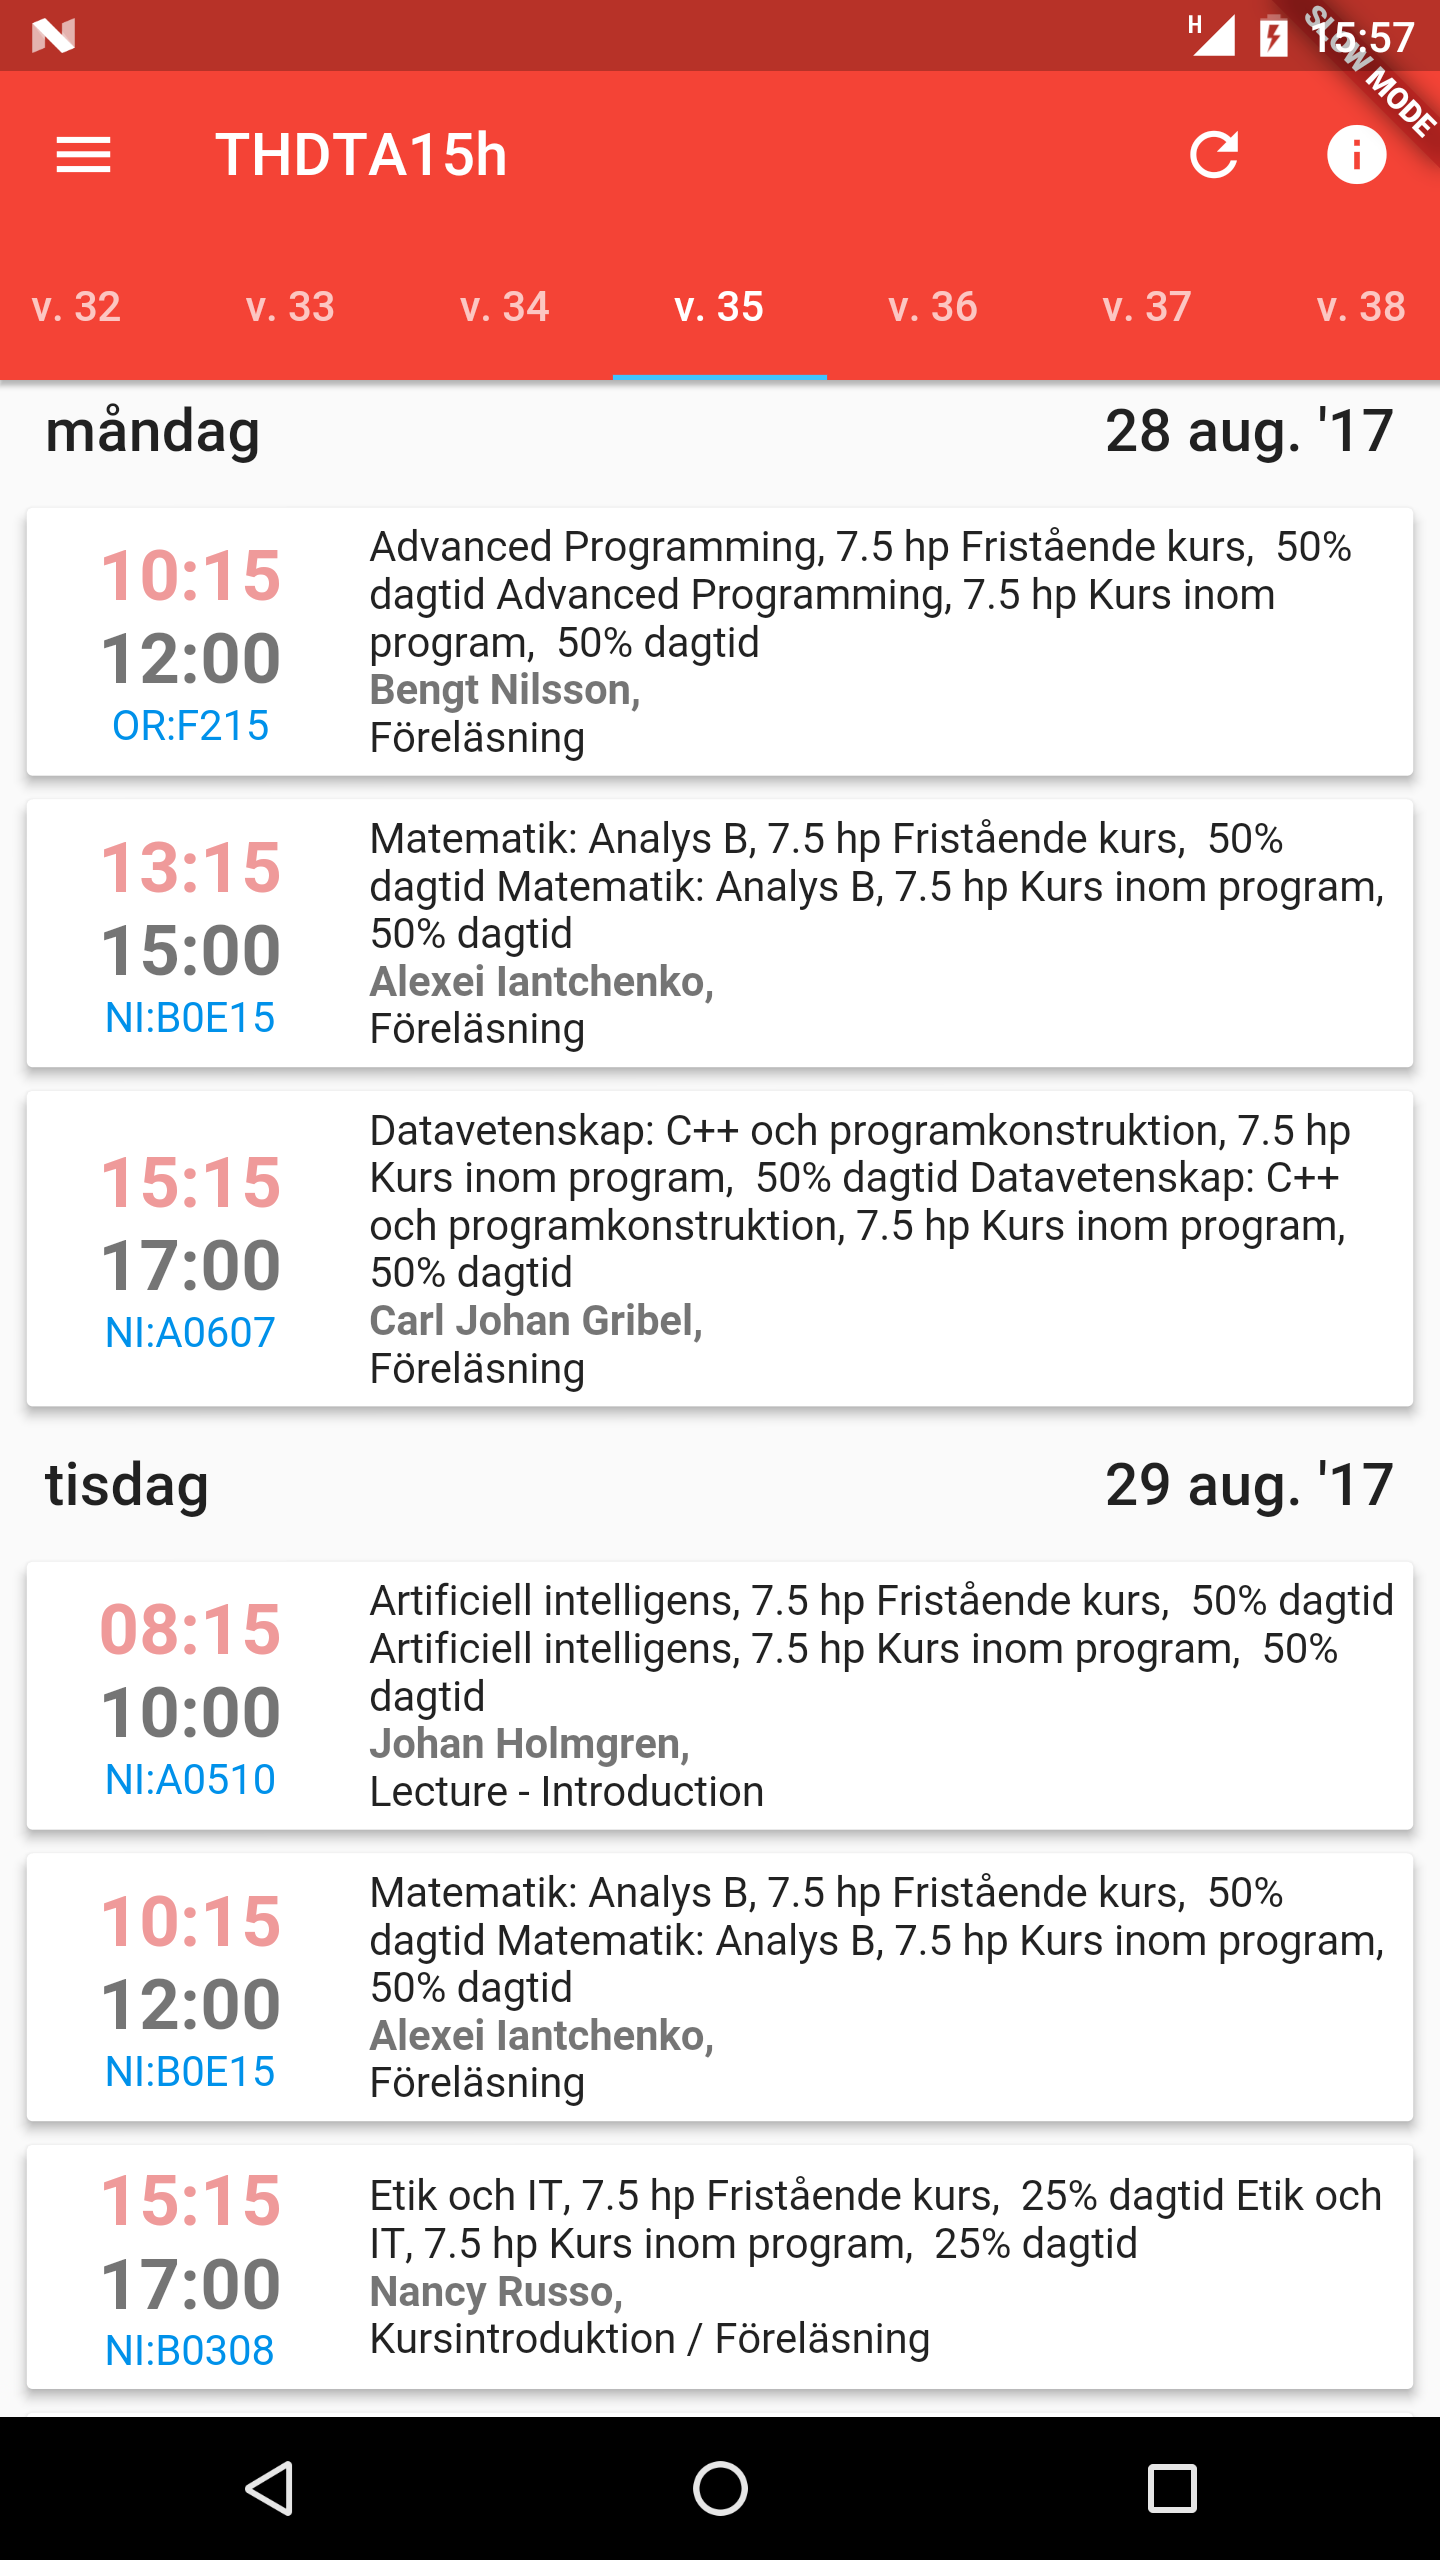 H 15:57
SLOW MODE
THDTA15h
v. 32 v. 33 v. 34 v. 35 v. 36 v. 37 v. 38
måndag 28 aug. '17
10:15
12:00
OR:F215
Advanced Programming, 7.5 hp Fristående kurs,  50%
dagtid Advanced Programming, 7.5 hp Kurs inom
program,  50% dagtid
Bengt Nilsson,
Föreläsning
13:15
15:00
NI:B0E15
Matematik: Analys B, 7.5 hp Fristående kurs,  50%
dagtid Matematik: Analys B, 7.5 hp Kurs inom program,
50% dagtid
Alexei Iantchenko,
Föreläsning
15:15
17:00
NI:A0607
Datavetenskap: C++ och programkonstruktion, 7.5 hp
Kurs inom program,  50% dagtid Datavetenskap: C++
och programkonstruktion, 7.5 hp Kurs inom program,
50% dagtid
Carl Johan Gribel,
Föreläsning
tisdag 29 aug. '17
08:15
10:00
NI:A0510
Artificiell intelligens, 7.5 hp Fristående kurs,  50% dagtid
Artificiell intelligens, 7.5 hp Kurs inom program,  50%
dagtid
Johan Holmgren,
Lecture - Introduction
10:15
12:00
NI:B0E15
Matematik: Analys B, 7.5 hp Fristående kurs,  50%
dagtid Matematik: Analys B, 7.5 hp Kurs inom program,
50% dagtid
Alexei Iantchenko,
Föreläsning
15:15
17:00
NI:B0308
Etik och IT, 7.5 hp Fristående kurs,  25% dagtid Etik och
IT, 7.5 hp Kurs inom program,  25% dagtid
Nancy Russo,
Kursintroduktion / Föreläsning